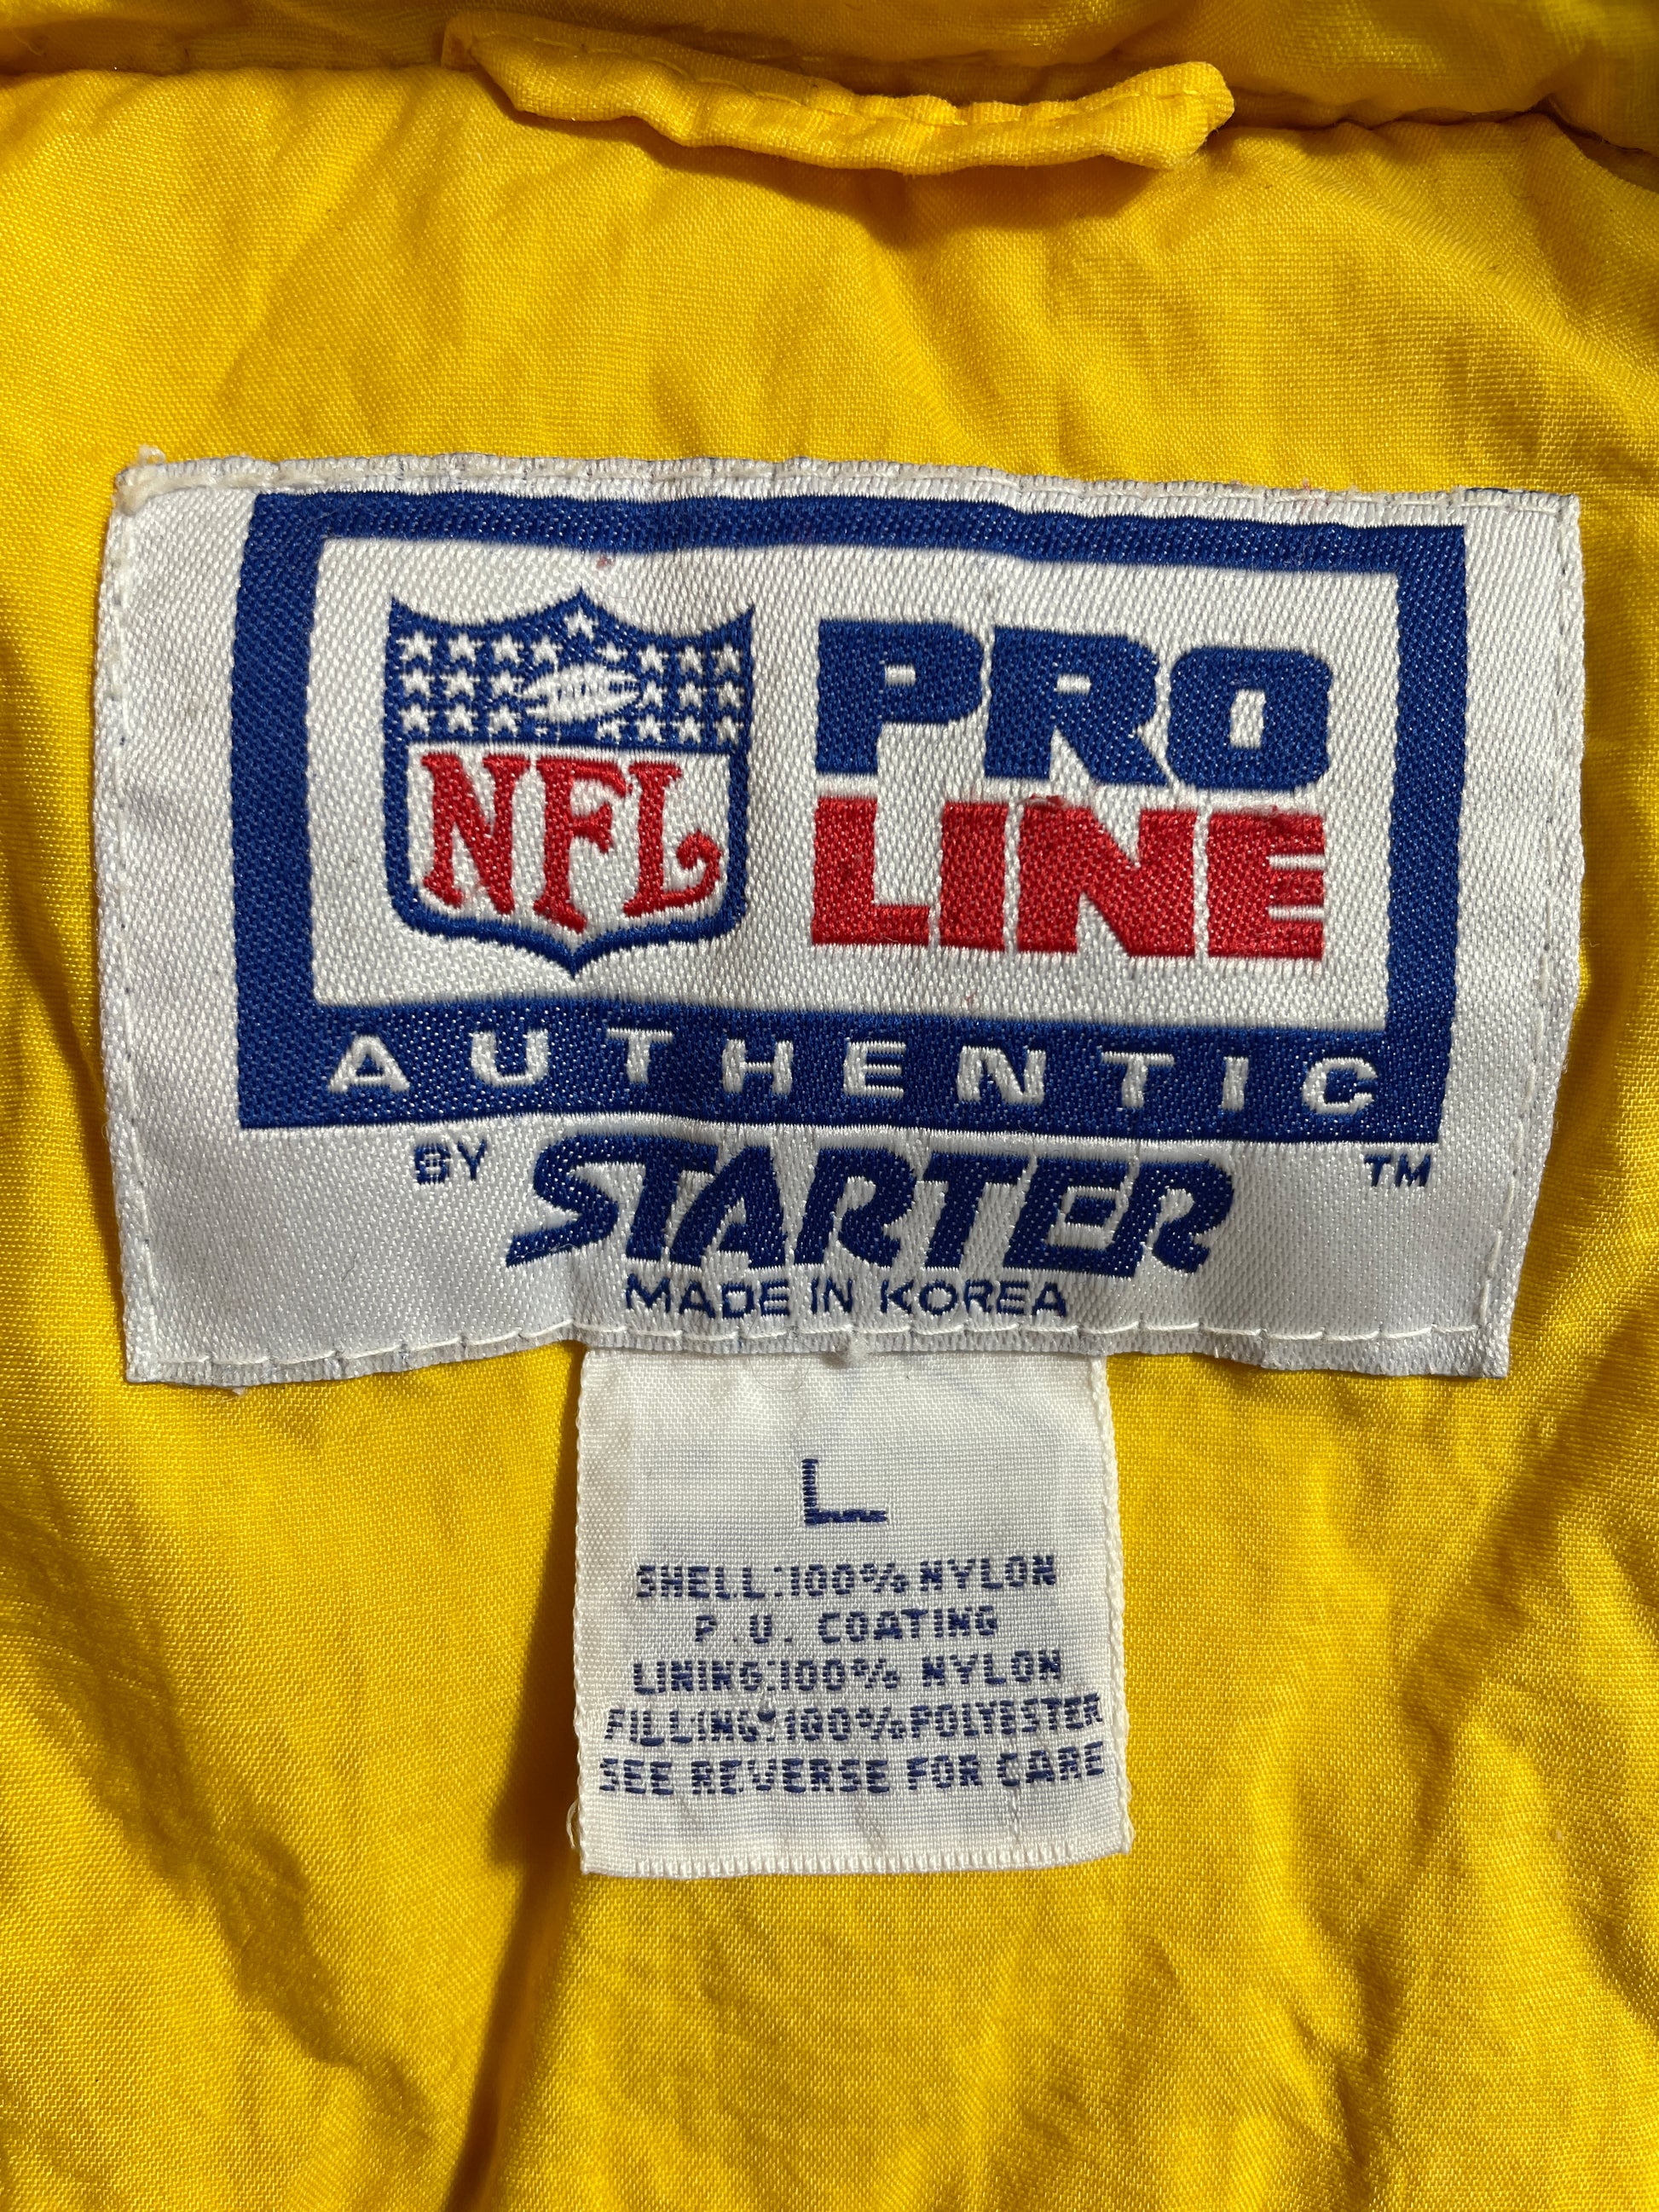 NFL
PRO
LINE
AUTHENTIC
BY STARTER TM
MADE IN KOREA
L
SHELL:100% NYLON
P.U. COATING
LINING:100% NYLON
FILLING:100% POLYESTER
SEE REVERSE FOR CARE